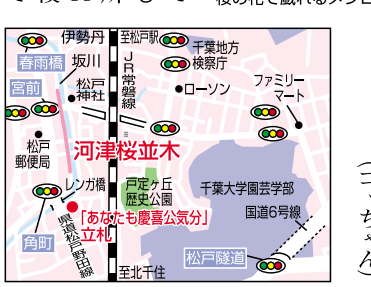 伊勢丹
至松戸駅
千葉地方
検察庁
春雨橋
坂川
JR常磐線
宮前
松戸
神社
ローソン
ファミリー
マート
松戸
郵便局
河津桜並木
レンガ橋
戸定ヶ丘
歴史公園
千葉大学園芸学部
「あなたも慶喜公気分」
立札
国道6号線
角町
県道松戸野田線
松戸隧道
至北千住